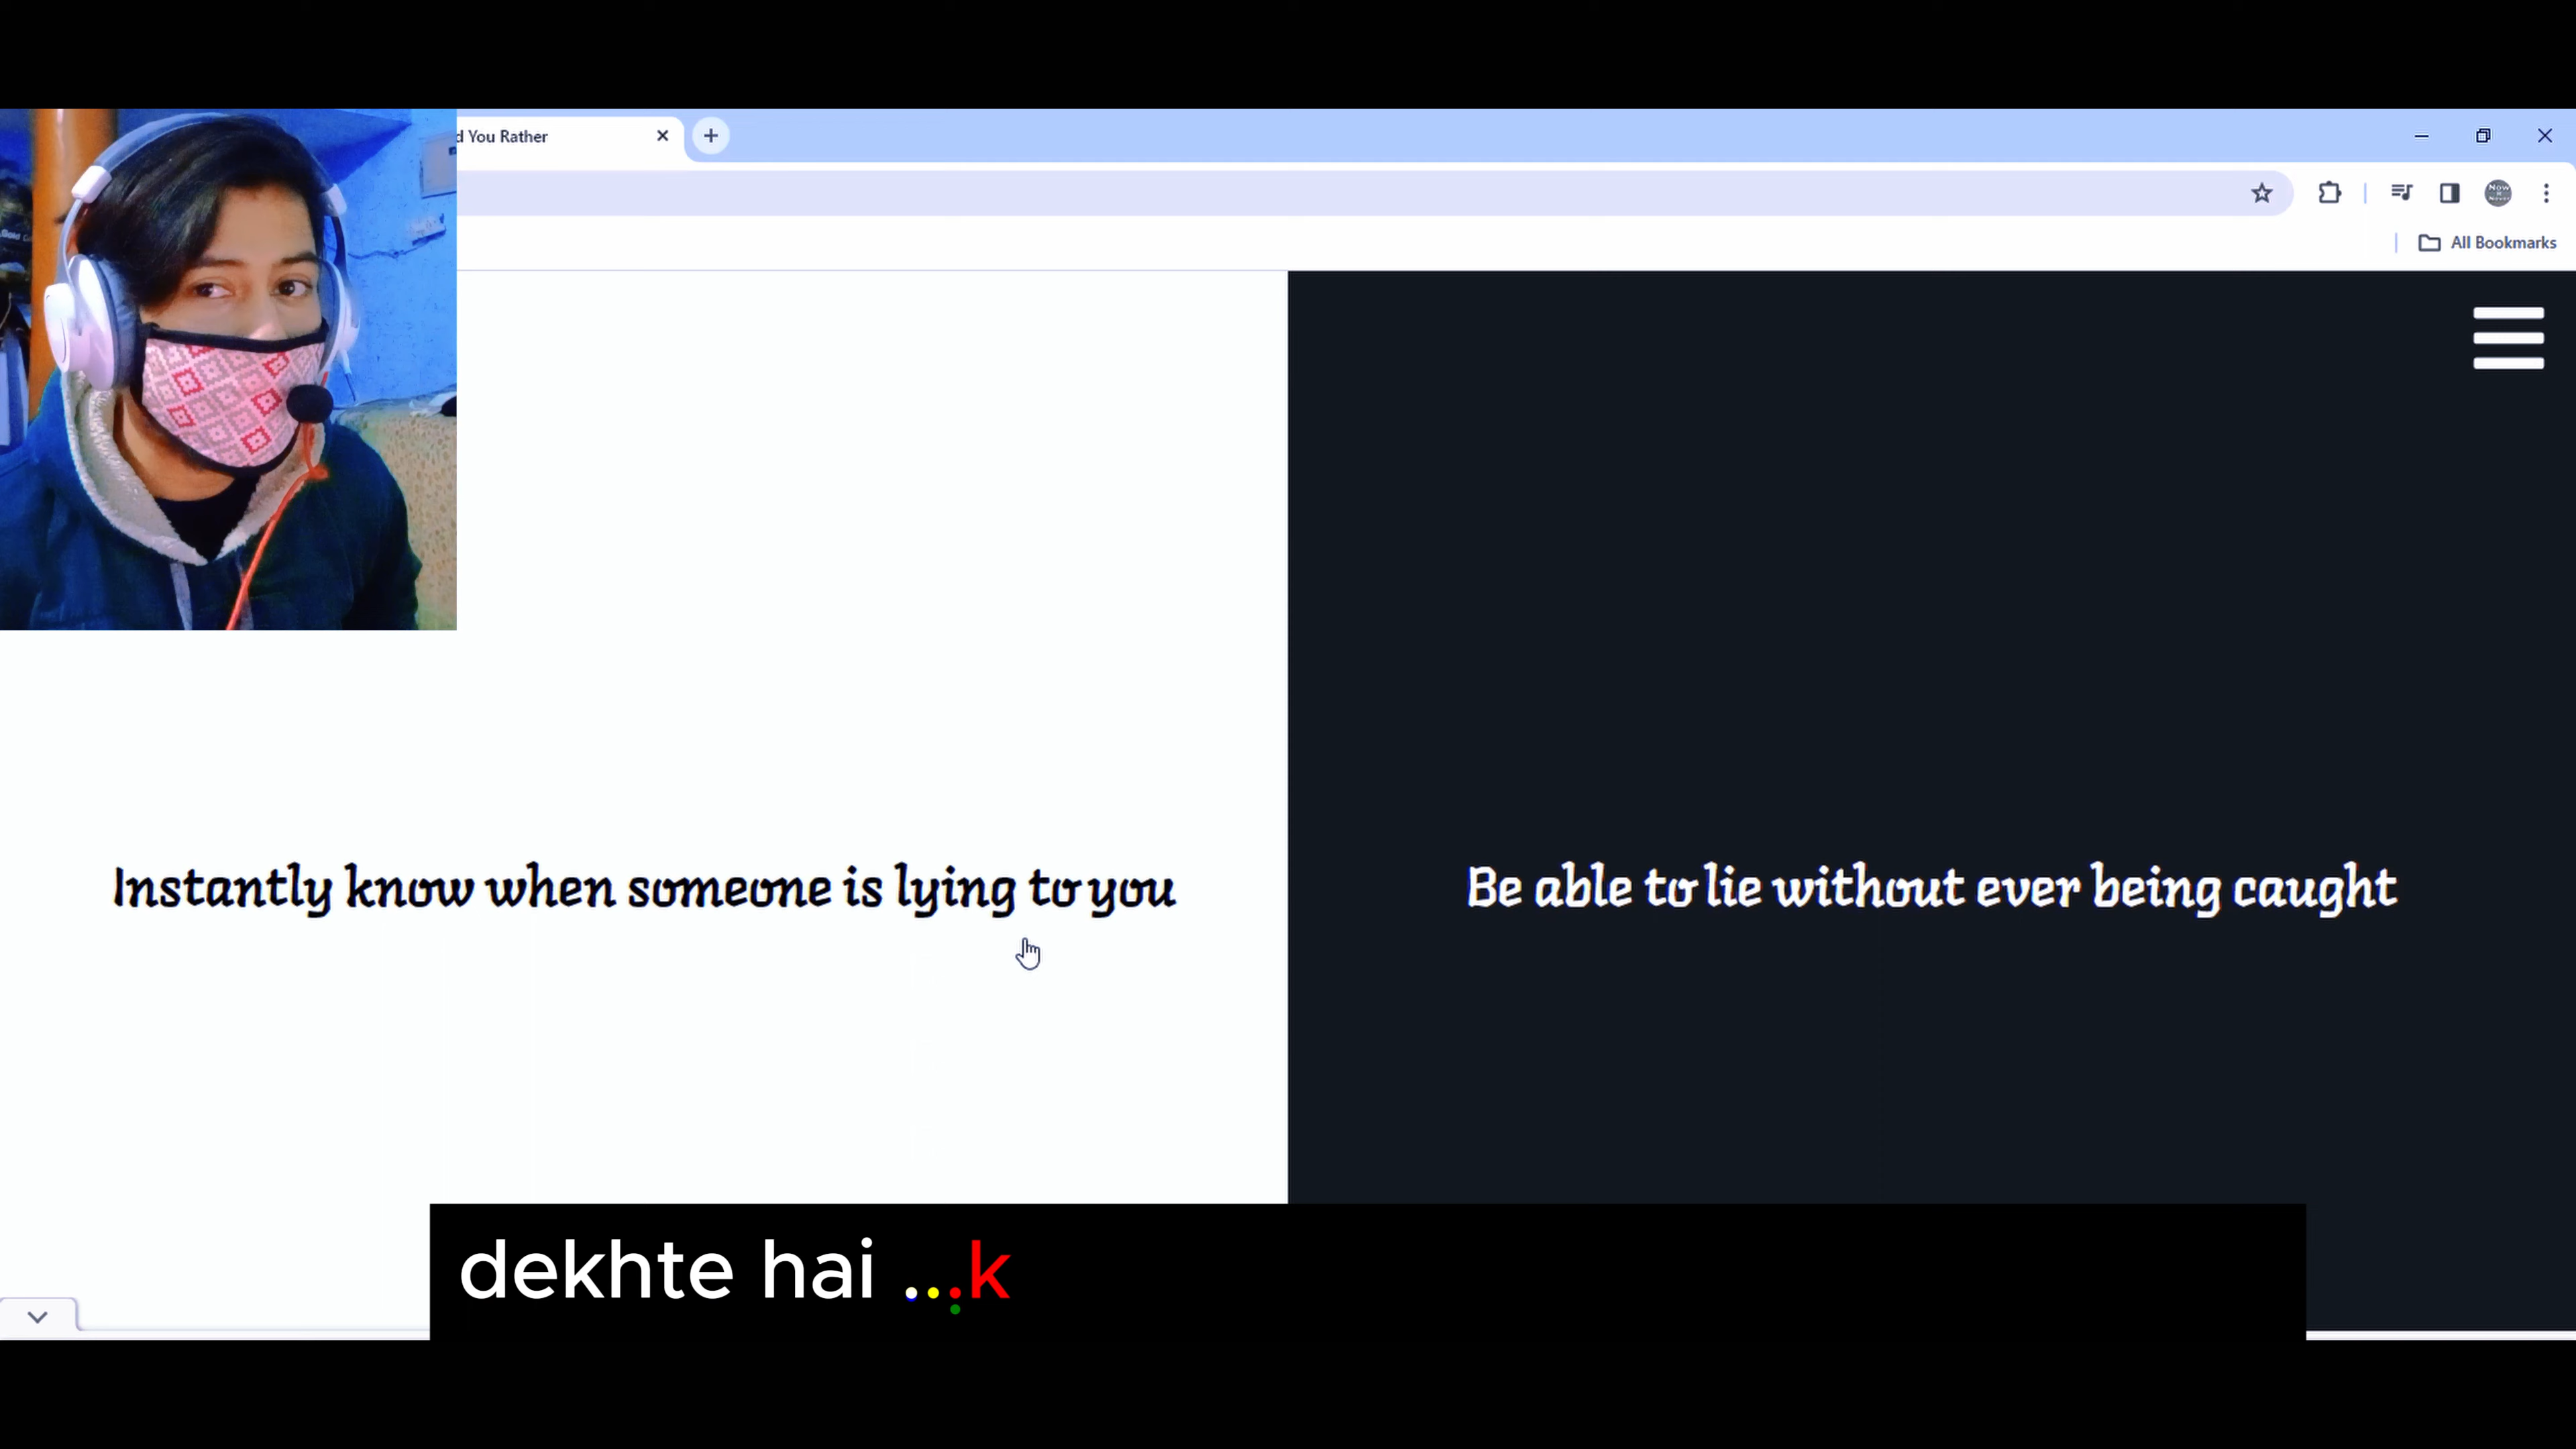 d You Rather
All Bookmarks
Instantly know when someone is lying to you
Be able to lie without ever being caught
dekhte hai ...k